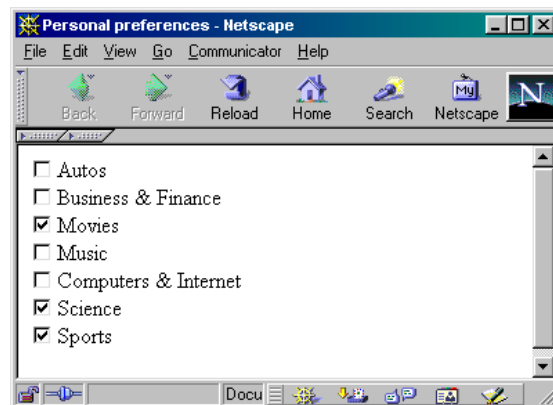 Personal preferences - Netscape
File Edit View Go Communicator Help
My N
Back Forward Reload Home Search Netscape
Autos
Business & Finance
Movies
Music
Computers & Internet
Science
Sports
Docu